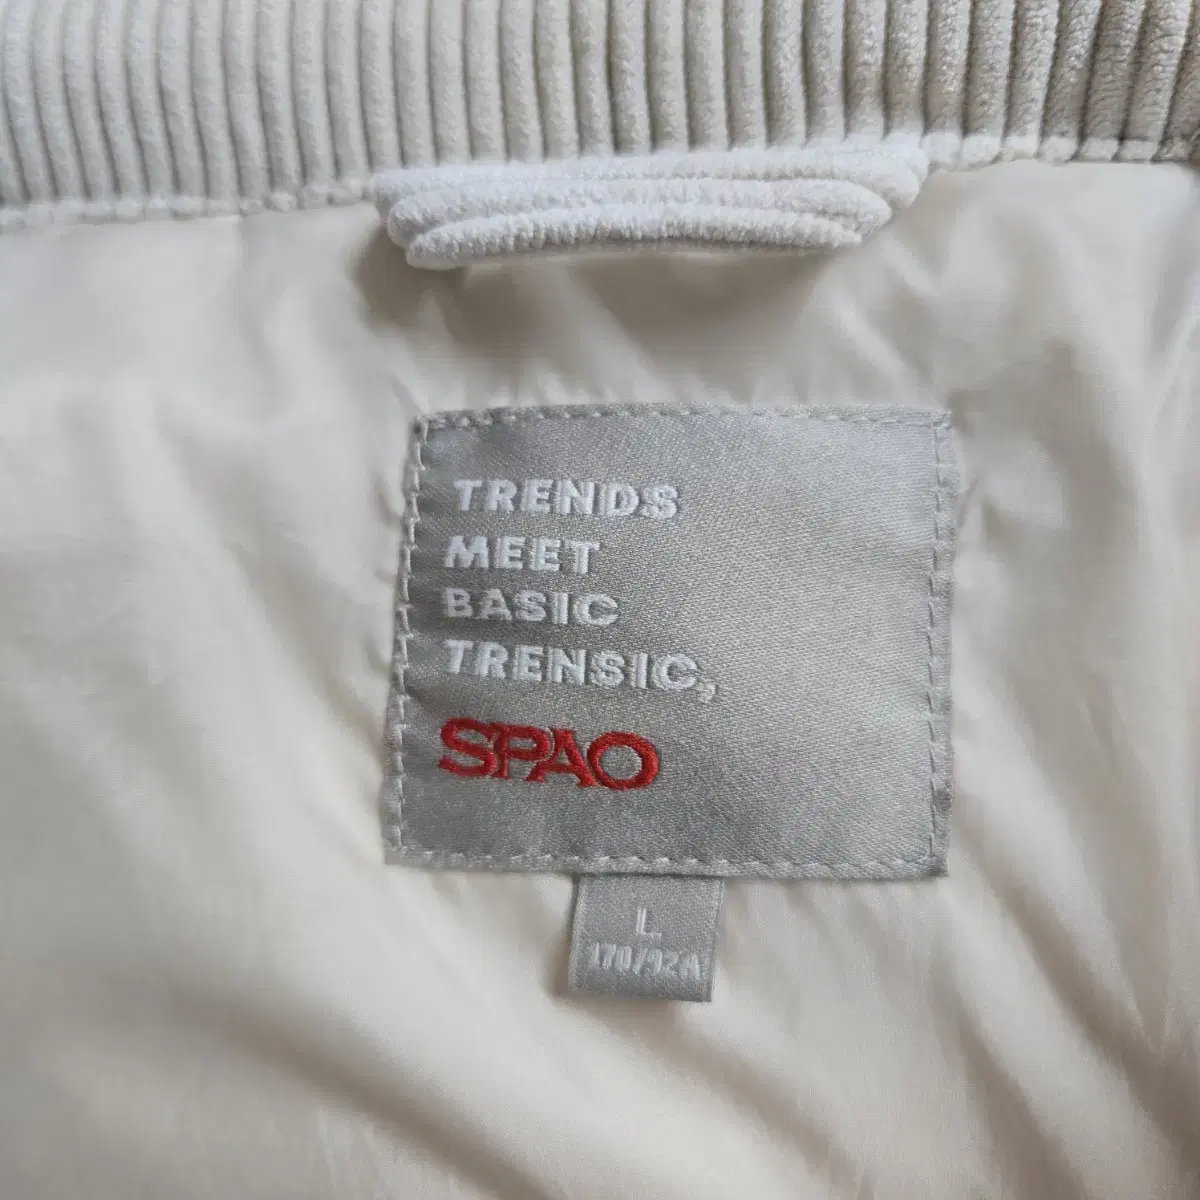 TRENDS
MEET
BASIC
TRENSIC,
SPAO
L
170/92A